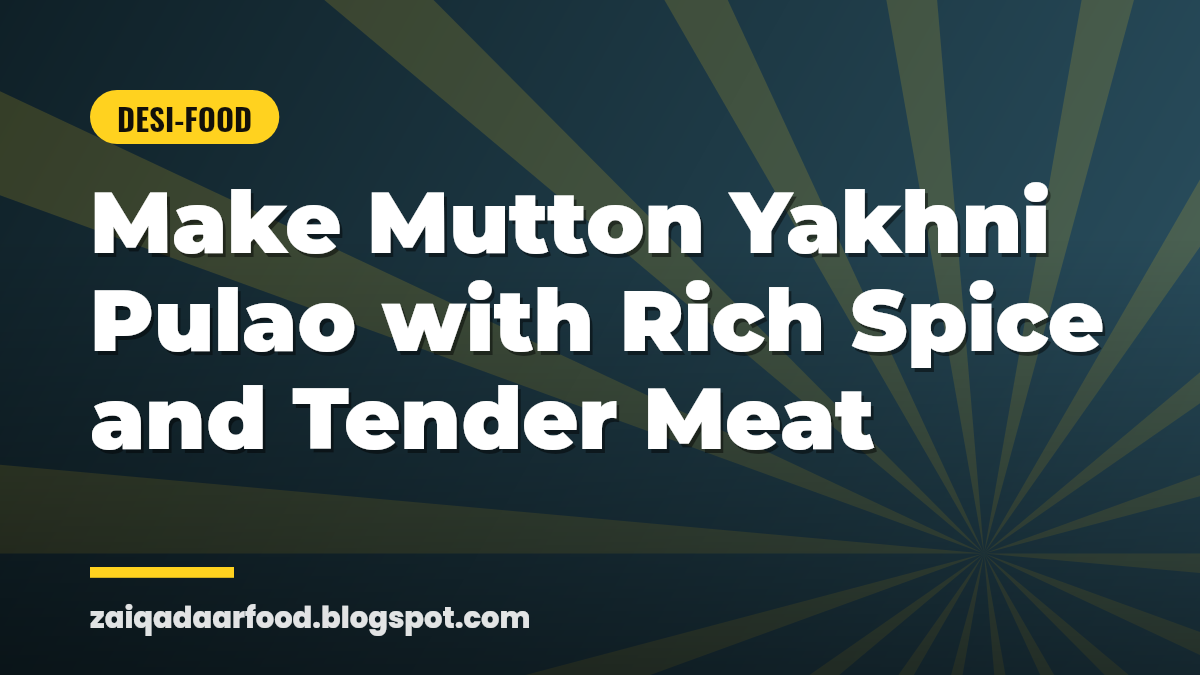 DESI-FOOD
Make Mutton Yakhni
Pulao with Rich Spice
and Tender Meat
zaiqadaarfood.blogspot.com